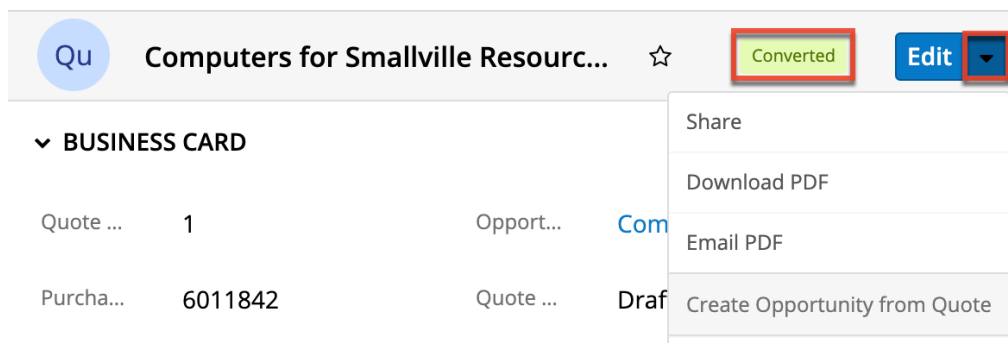 Qu Computers for Smallville Resourc... Converted Edit
Share
BUSINESS CARD
Download PDF
Quote ... 1 Opport... Com
Email PDF
Purcha... 6011842 Quote ... Draf
Create Opportunity from Quote